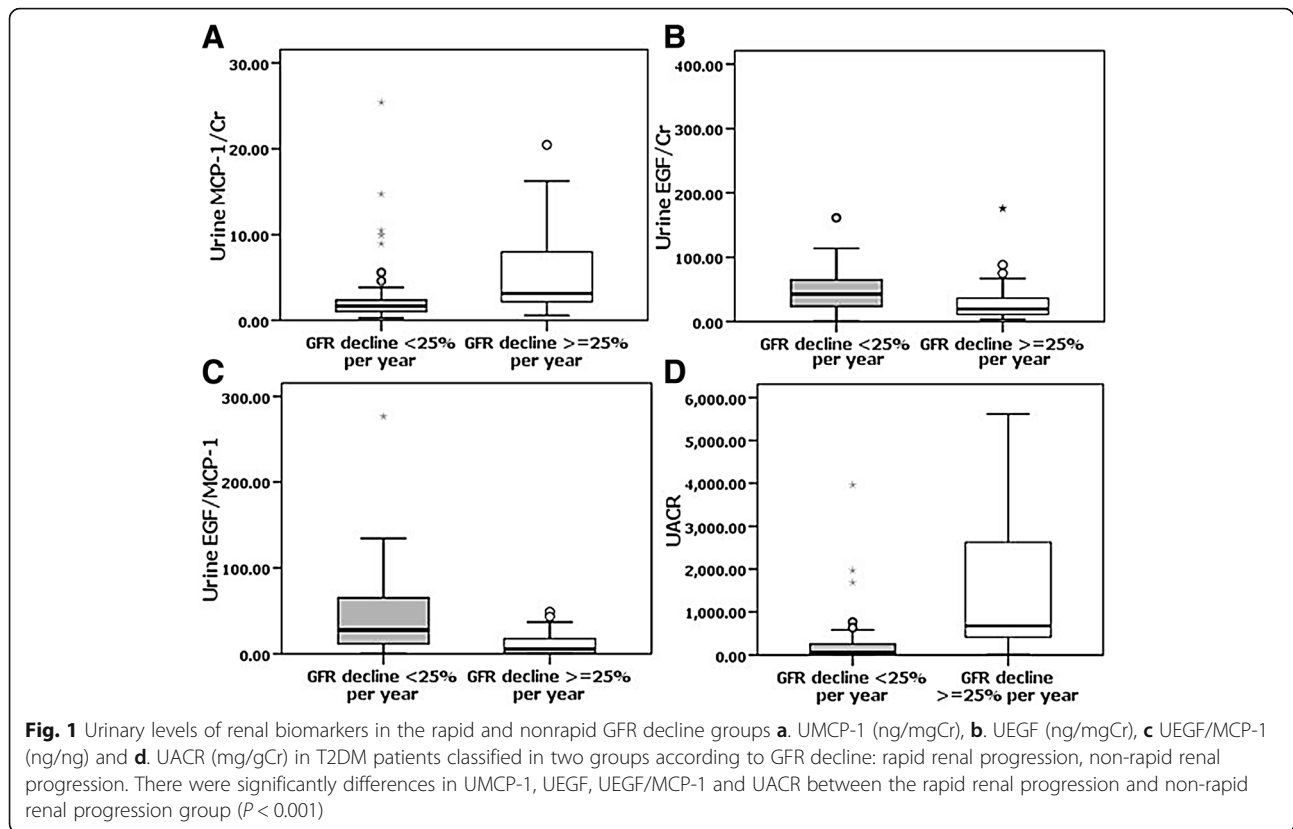 A
30.00
20.00
10.00
0.00
Urine MCP-1/Cr
GFR decline <25%
per year
GFR decline >=25%
per year
B
400.00
300.00
200.00
100.00
0.00
Urine EGF/Cr
GFR decline <25%
per year
GFR decline >=25%
per year
C
300.00
200.00
100.00
0.00
Urine EGF/MCP-1
GFR decline <25%
per year
GFR decline >=25%
per year
D
6,000.00
5,000.00
4,000.00
3,000.00
2,000.00
1,000.00
0.00
UACR
GFR decline <25%
per year
GFR decline
>=25% per year
Fig. 1 Urinary levels of renal biomarkers in the rapid and nonrapid GFR decline groups a. UMCP-1 (ng/mgCr), b. UEGF (ng/mgCr), c UEGF/MCP-1
(ng/ng) and d. UACR (mg/gCr) in T2DM patients classified in two groups according to GFR decline: rapid renal progression, non-rapid renal
progression. There were significantly differences in UMCP-1, UEGF, UEGF/MCP-1 and UACR between the rapid renal progression and non-rapid
renal progression group (P < 0.001)